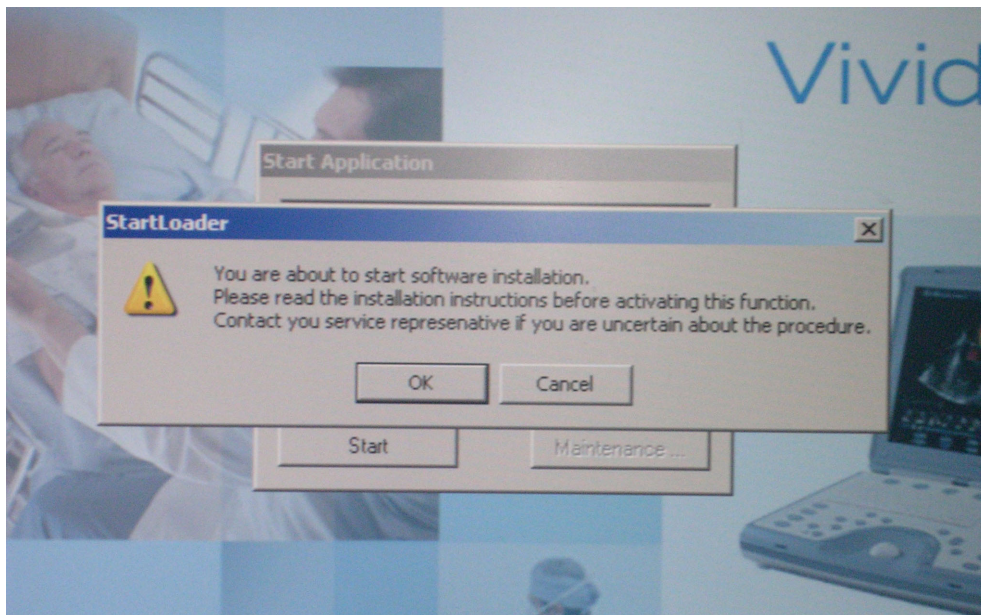 Vivid
Start Application
StartLoader
You are about to start software installation.
Please read the installation instructions before activating this function.
Contact you service represenative if you are uncertain about the procedure.
OK
Cancel
Start
Maintenance ...